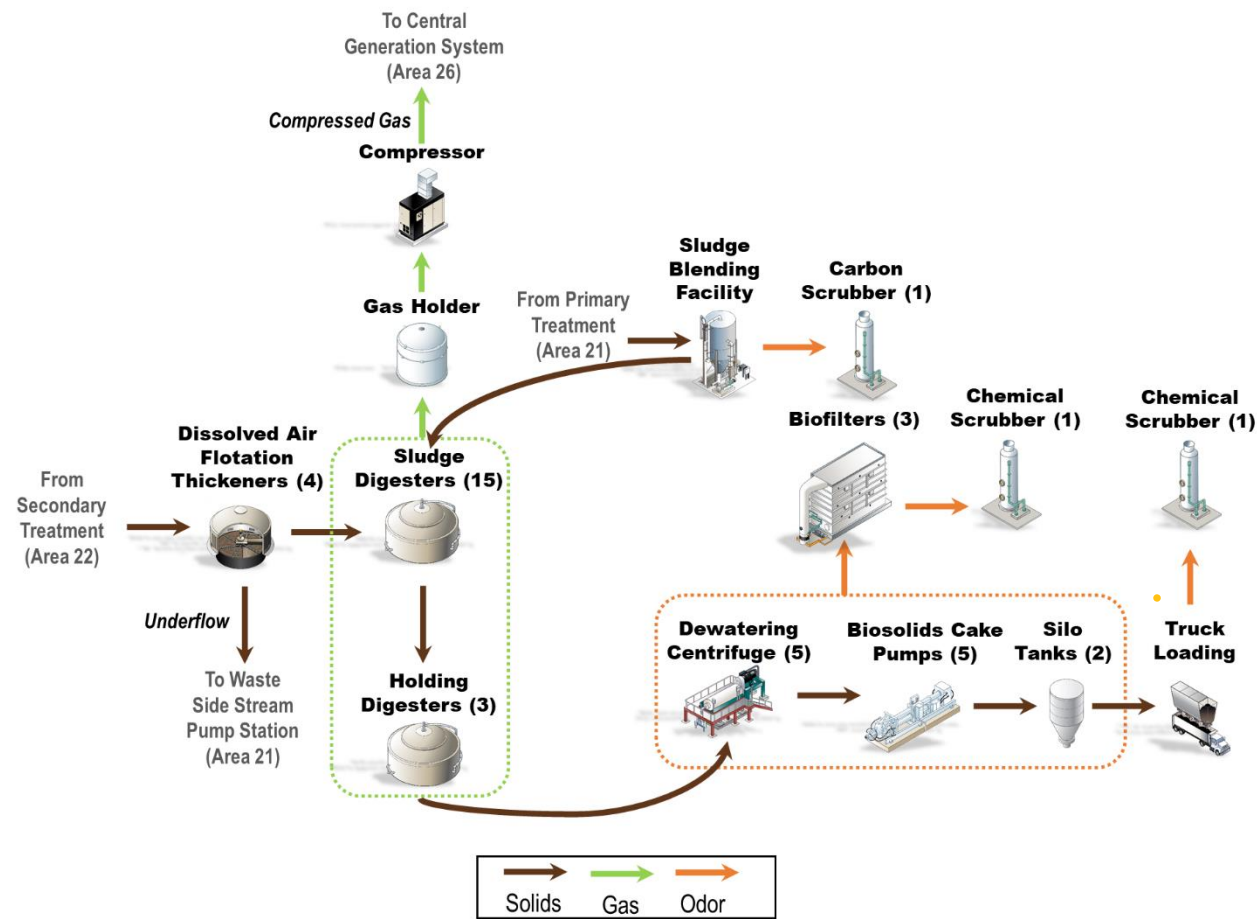 To Central
Generation System
(Area 26)
Compressed Gas
Compressor
Gas Holder
Sludge
Blending
Facility
Carbon
Scrubber (1)
From Primary
Treatment
(Area 21)
Biofilters (3)
Chemical
Scrubber (1)
Chemical
Scrubber (1)
Dissolved Air
Flotation
Thickeners (4)
Sludge
Digesters (15)
From
Secondary
Treatment
(Area 22)
Underflow
To Waste
Side Stream
Pump Station
(Area 21)
Holding
Digesters (3)
Dewatering
Centrifuge (5)
Biosolids Cake
Pumps (5)
Silo
Tanks (2)
Truck
Loading
Solids
Gas
Odor